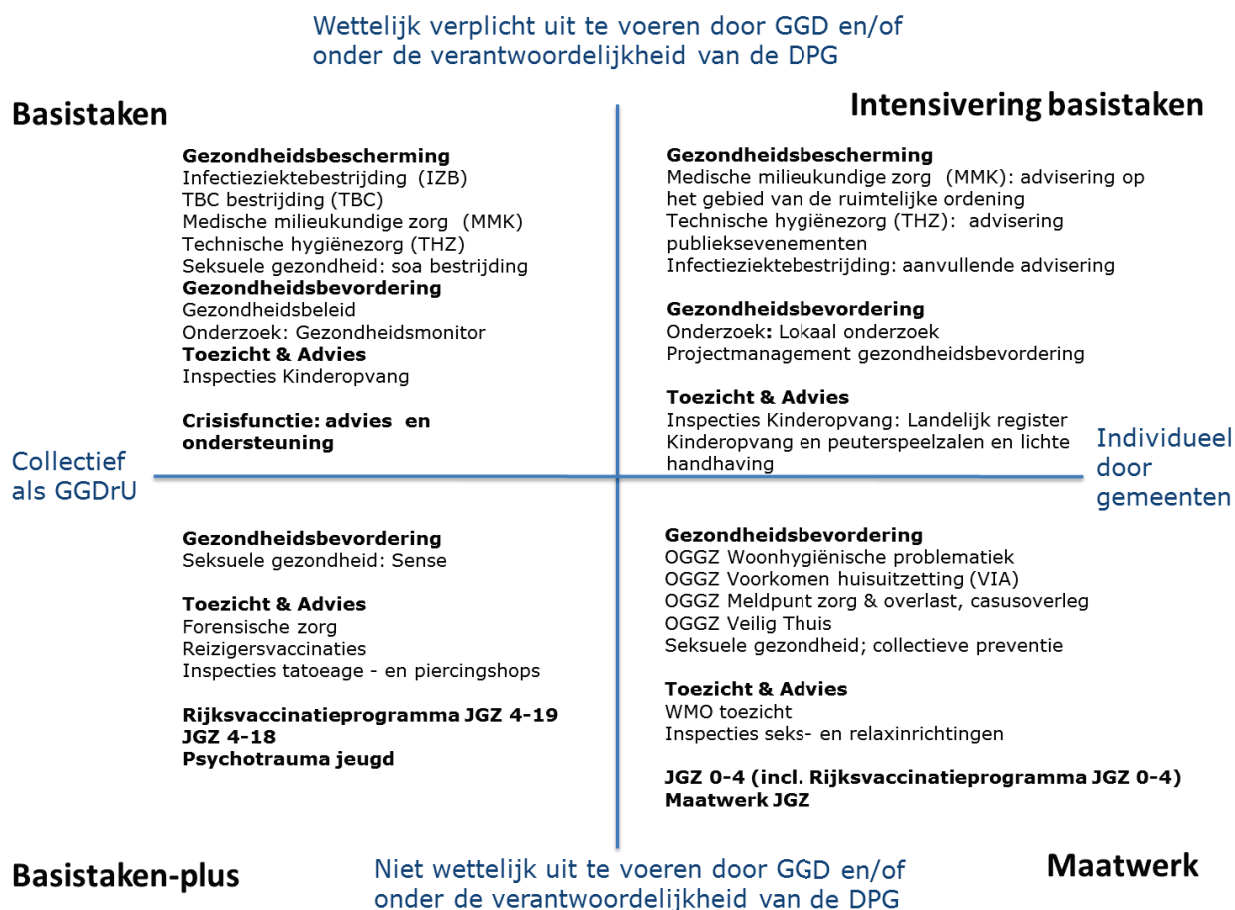 Wettelijk verplicht uit te voeren door GGD en/of
onder de verantwoordelijkheid van de DPG
Basistaken
Gezondheidsbescherming
Infectieziektebestrijding (IZB)
TBC bestrijding (TBC)
Medische milieukundige zorg (MMK)
Technische hygiënezorg (THZ)
Seksuele gezondheid: soa bestrijding
Gezondheidsbevordering
Gezondheidsbeleid
Onderzoek: Gezondheidsmonitor
Toezicht & Advies
Inspecties Kinderopvang
Crisisfunctie: advies en
ondersteuning
Intensivering basistaken
Gezondheidsbescherming
Medische milieukundige zorg (MMK): advisering op
het gebied van de ruimtelijke ordening
Technische hygiënezorg (THZ): advisering
publieksevenementen
Infectieziektebestrijding: aanvullende advisering
Gezondheidsbevordering
Onderzoek: Lokaal onderzoek
Projectmanagement gezondheidsbevordering
Toezicht & Advies
Inspecties Kinderopvang: Landelijk register
Kinderopvang en peuterspeelzalen en lichte
handhaving
Collectief
als GGDrU
Individueel
door
gemeenten
Gezondheidsbevordering
Seksuele gezondheid: Sense
Toezicht & Advies
Forensische zorg
Reizigersvaccinaties
Inspecties tatoeage - en piercingshops
Rijksvaccinatieprogramma JGZ 4-19
JGZ 4-18
Psychotrauma jeugd
Gezondheidsbevordering
OGGZ Woonhygiënische problematiek
OGGZ Voorkomen huisuitzetting (VIA)
OGGZ Meldpunt zorg & overlast, casusoverleg
OGGZ Veilig Thuis
Seksuele gezondheid; collectieve preventie
Toezicht & Advies
WMO toezicht
Inspecties seks- en relaxinrichtingen
JGZ 0-4 (incl. Rijksvaccinatieprogramma JGZ 0-4)
Maatwerk JGZ
Basistaken-plus
Niet wettelijk uit te voeren door GGD en/of
onder de verantwoordelijkheid van de DPG
Maatwerk